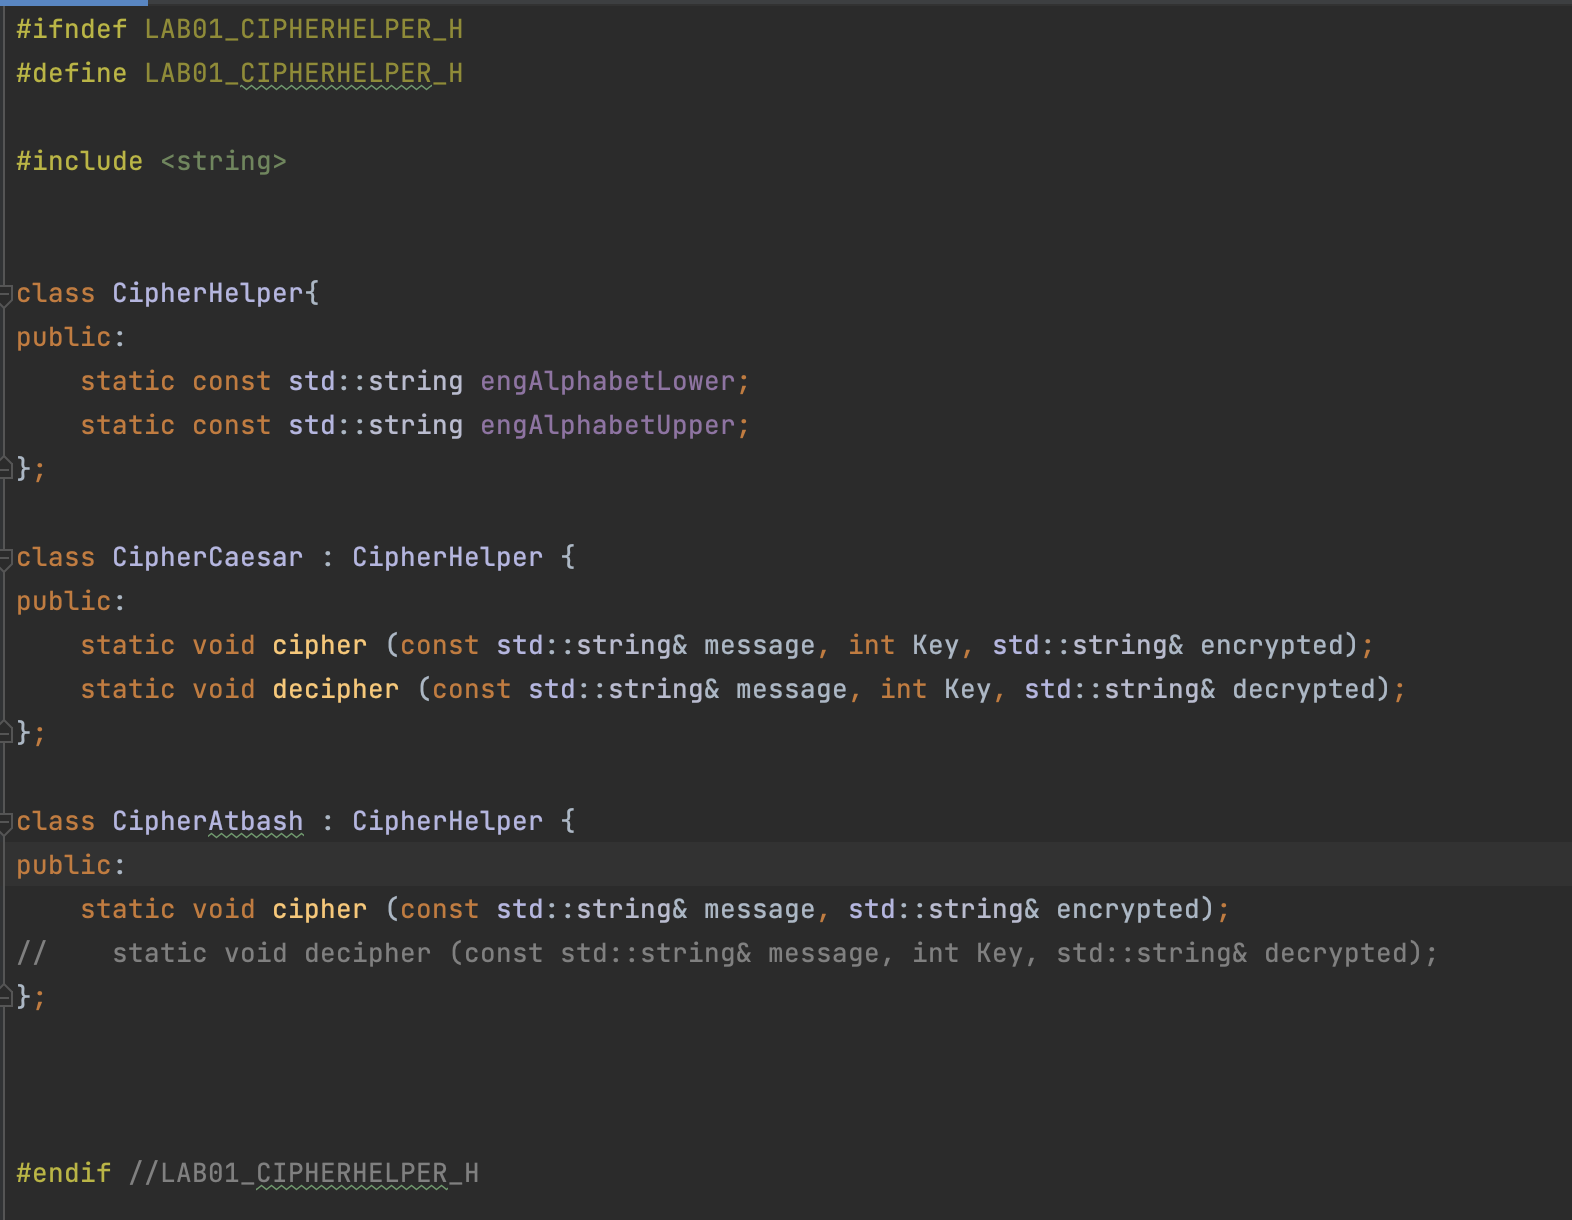 #ifndef LAB01_CIPHERHELPER_H
#define LAB01_CIPHERHELPER_H
#include <string>
class CipherHelper{
public:
    static const std::string engAlphabetLower;
    static const std::string engAlphabetUpper;
};
class CipherCaesar : CipherHelper {
public:
    static void cipher (const std::string& message, int Key, std::string& encrypted);
    static void decipher (const std::string& message, int Key, std::string& decrypted);
};
class CipherAtbash : CipherHelper {
public:
    static void cipher (const std::string& message, std::string& encrypted);
//    static void decipher (const std::string& message, int Key, std::string& decrypted);
};
#endif //LAB01_CIPHERHELPER_H